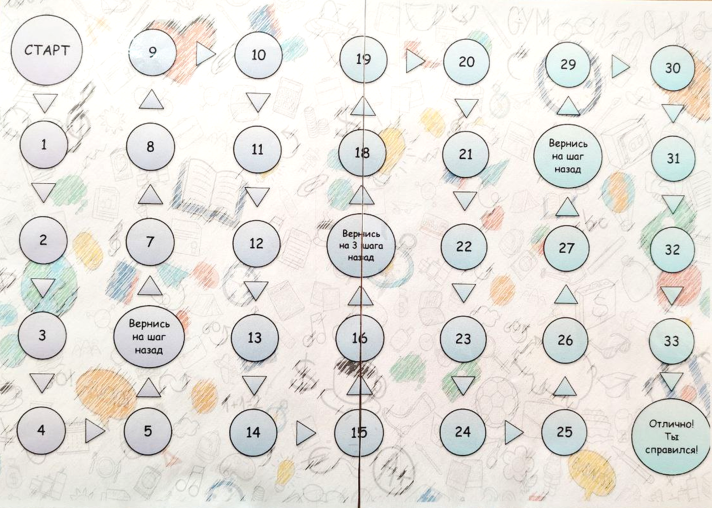 СТАРТ
1
2
3
4
5
Вернись
на шаг
назад
7
8
9
10
11
12
13
14
15
16
Вернись
на 3 шага
назад
18
19
20
21
22
23
24
25
26
27
Вернись
на шаг
назад
29
30
31
32
33
Отлично!
Ты
справился!
GYM